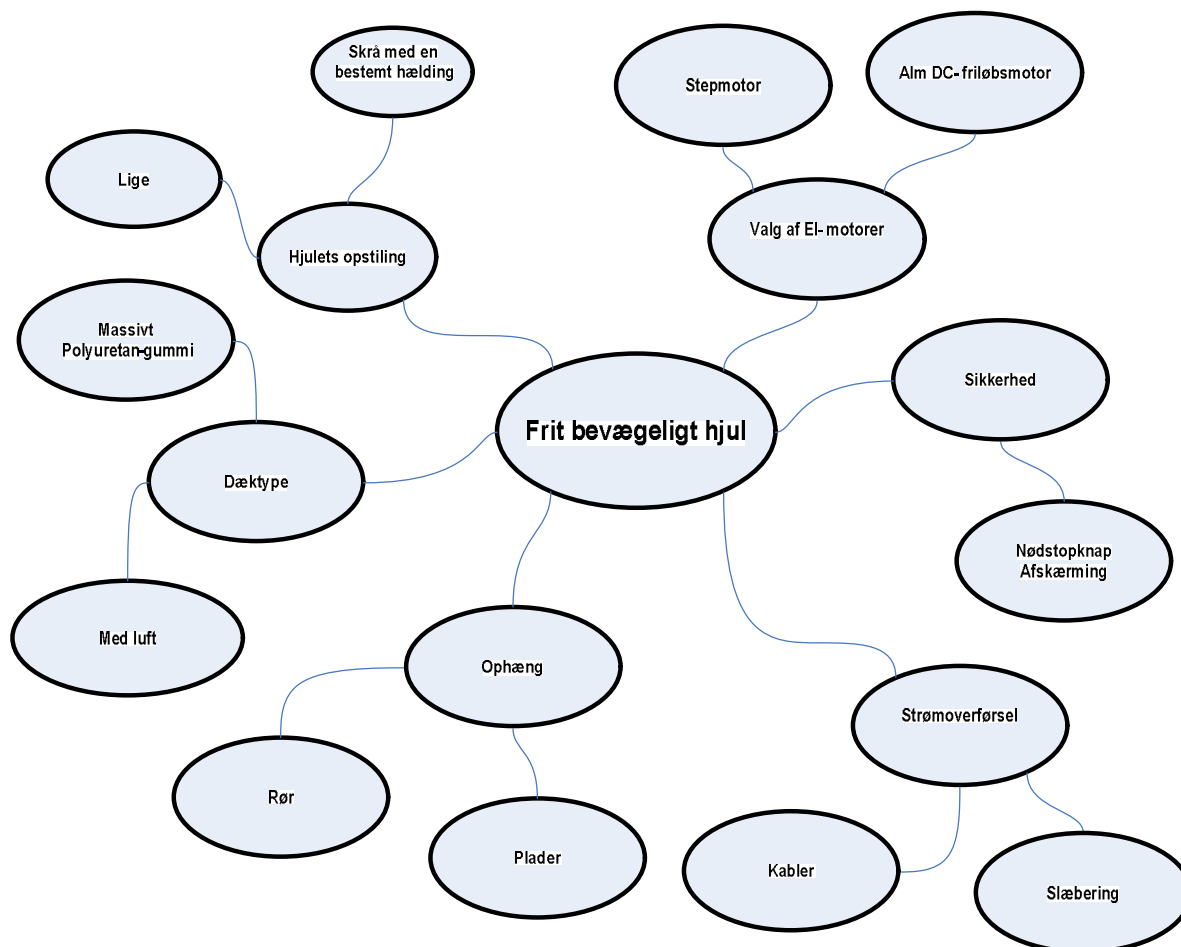 Skrå med en
bestemt hælding
Stepmotor
Alm DC-friløbsmotor
Lige
Hjulets opstiling
Valg af El-motorer
Massivt
Polyuretan-gummi
Sikkerhed
Frit bevægeligt hjul
Dæktype
Nødstopknap
Afskærming
Med luft
Ophæng
Strømoverførsel
Rør
Plader
Kabler
Slæbering